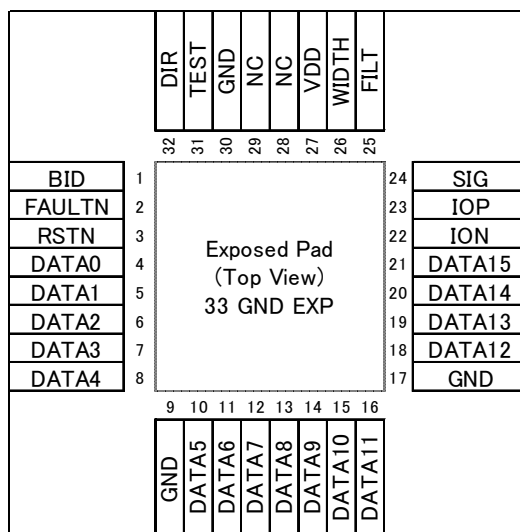 DIR TEST GND NC NC VDD WIDTH FILT
32 31 30 29 28 27 26 25
BID 1
FAULTN 2
RSTN 3
DATA0 4
DATA1 5
DATA2 6
DATA3 7
DATA4 8
Exposed Pad
(Top View)
33 GND EXP
24 SIG
23 IOP
22 ION
21 DATA15
20 DATA14
19 DATA13
18 DATA12
17 GND
9 10 11 12 13 14 15 16
GND DATA5 DATA6 DATA7 DATA8 DATA9 DATA10 DATA11